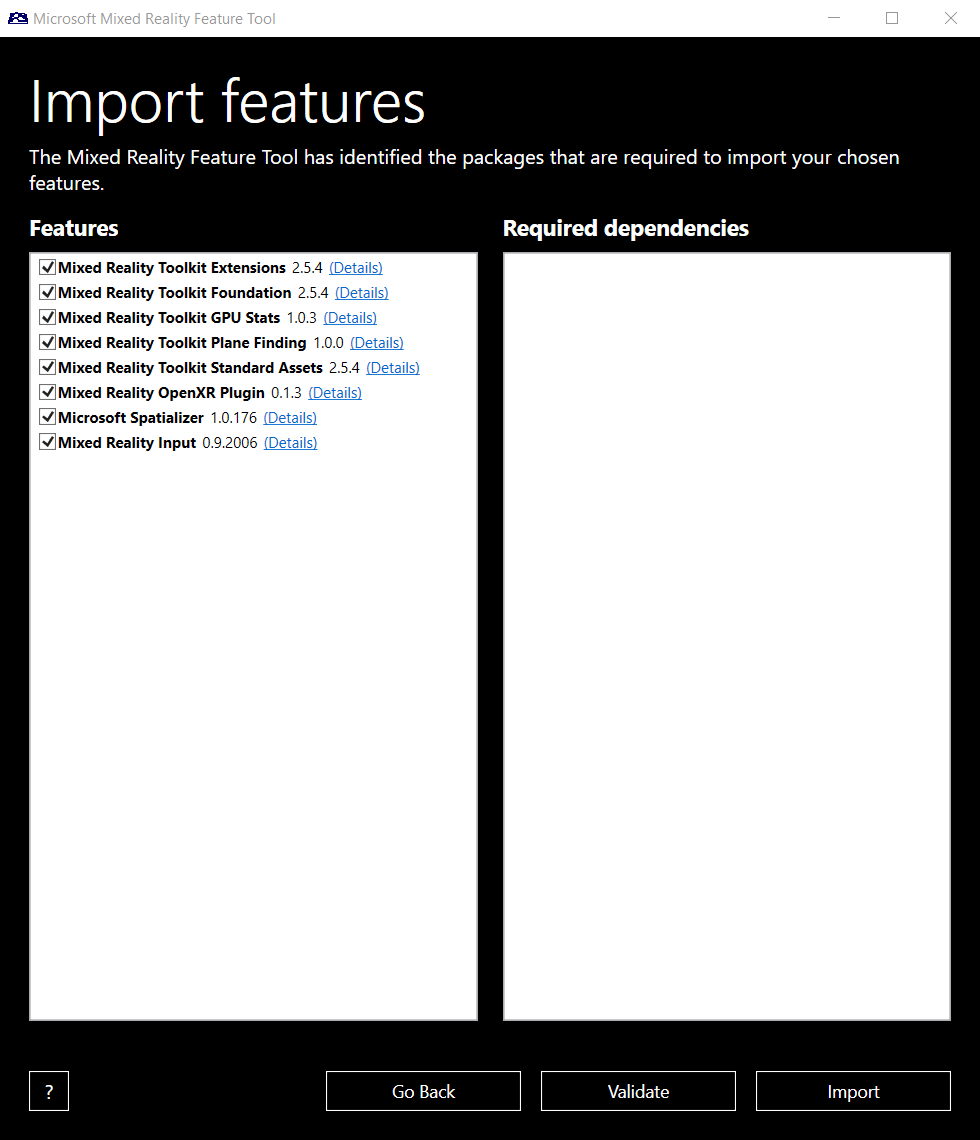 Microsoft Mixed Reality Feature Tool
Import features
The Mixed Reality Feature Tool has identified the packages that are required to import your chosen
features.
Features
Mixed Reality Toolkit Extensions 2.5.4 (Details)
Mixed Reality Toolkit Foundation 2.5.4 (Details)
Mixed Reality Toolkit GPU Stats 1.0.3 (Details)
Mixed Reality Toolkit Plane Finding 1.0.0 (Details)
Mixed Reality Toolkit Standard Assets 2.5.4 (Details)
Mixed Reality OpenXR Plugin 0.1.3 (Details)
Microsoft Spatializer 1.0.176 (Details)
Mixed Reality Input 0.9.2006 (Details)
Required dependencies
?
Go Back
Validate
Import